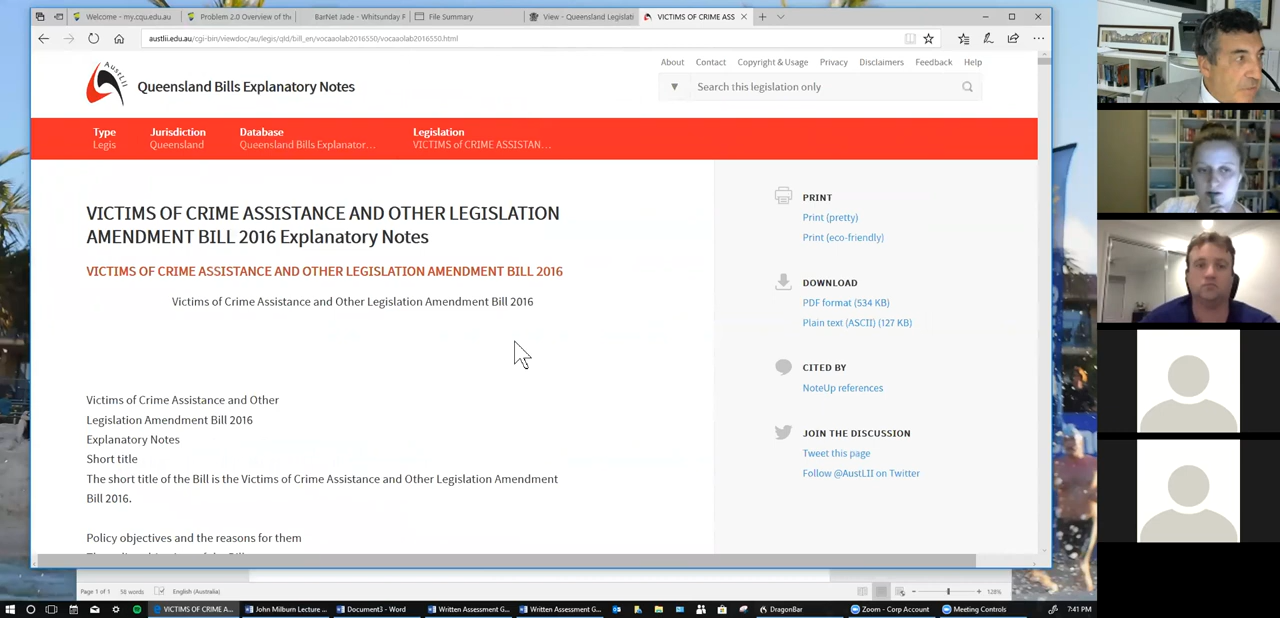 Welcome - my.cqu.edu.au
Problem 2.0 Overview of the
BarNet Jade - Whitsunday F
File Summary
View - Queensland Legislati
VICTIMS OF CRIME ASS
austlii.edu.au/cgi-bin/viewdoc/au/legis/qld/bill_en/vocaaolab2016550/vocaaolab2016550.html
About
Contact
Copyright & Usage
Privacy
Disclaimers
Feedback
Help
AustLII
Queensland Bills Explanatory Notes
Search this legislation only
Type
Legis
Jurisdiction
Queensland
Database
Queensland Bills Explanator...
Legislation
VICTIMS of CRIME ASSISTAN...
VICTIMS OF CRIME ASSISTANCE AND OTHER LEGISLATION
AMENDMENT BILL 2016 Explanatory Notes
VICTIMS OF CRIME ASSISTANCE AND OTHER LEGISLATION AMENDMENT BILL 2016
Victims of Crime Assistance and Other Legislation Amendment Bill 2016
Victims of Crime Assistance and Other
Legislation Amendment Bill 2016
Explanatory Notes
Short title
The short title of the Bill is the Victims of Crime Assistance and Other Legislation Amendment
Bill 2016.
Policy objectives and the reasons for them
PRINT
Print (pretty)
Print (eco-friendly)
DOWNLOAD
PDF format (534 KB)
Plain text (ASCII) (127 KB)
CITED BY
NoteUp references
JOIN THE DISCUSSION
Tweet this page
Follow @AustLII on Twitter
Page 1 of 1
56 words
English (Australia)
128%
VICTIMS OF CRIME A...
John Milburn Lecture ...
Document3 - Word
Written Assessment G...
Written Assessment G...
DragonBar
Zoom - Corp Account
Meeting Controls
7:41 PM